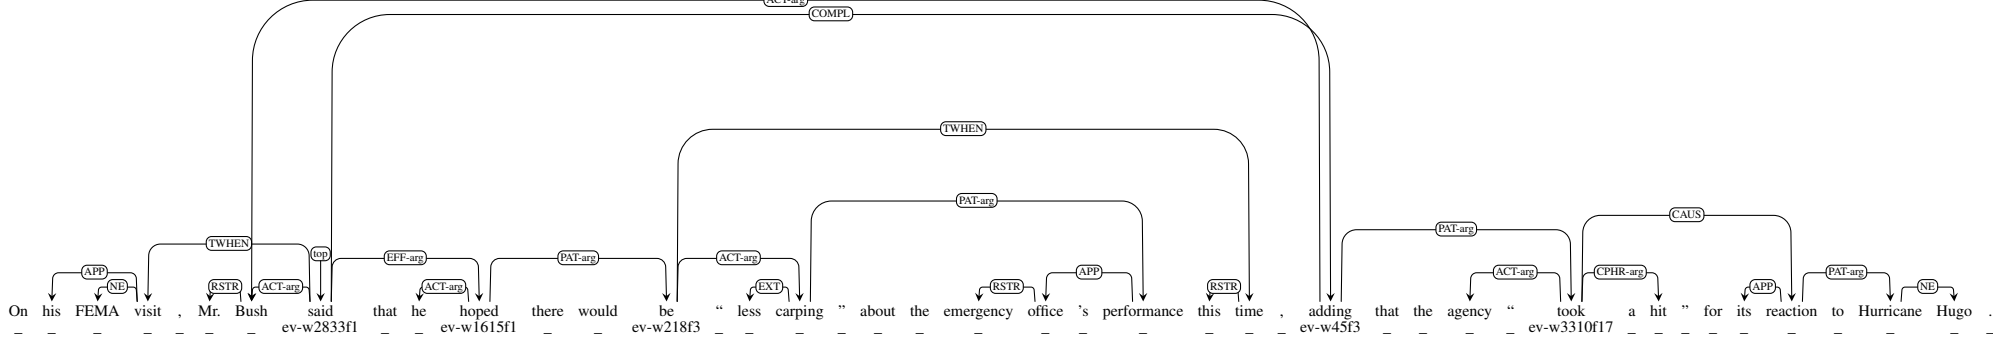 ACT-arg
COMPL
TWHEN
PAT-arg
CAUS
PAT-arg
TWHEN top EFF-arg PAT-arg ACT-arg
APP APP ACT-arg CPHR-arg PAT-arg
NE RSTR ACT-arg ACT-arg EXT RSTR RSTR APP NE
On his FEMA visit , Mr. Bush said that he hoped there would be “ less carping ” about the emergency office 's performance this time , adding that the agency “ took a hit ” for its reaction to Hurricane Hugo .
_ _ _ _ _ _ _ ev-w2833f1 _ _ ev-w1615f1 _ _ ev-w218f3 _ _ _ _ _ _ _ _ _ _ _ _ _ ev-w45f3 _ _ _ _ ev-w3310f17 _ _ _ _ _ _ _ _ _ _